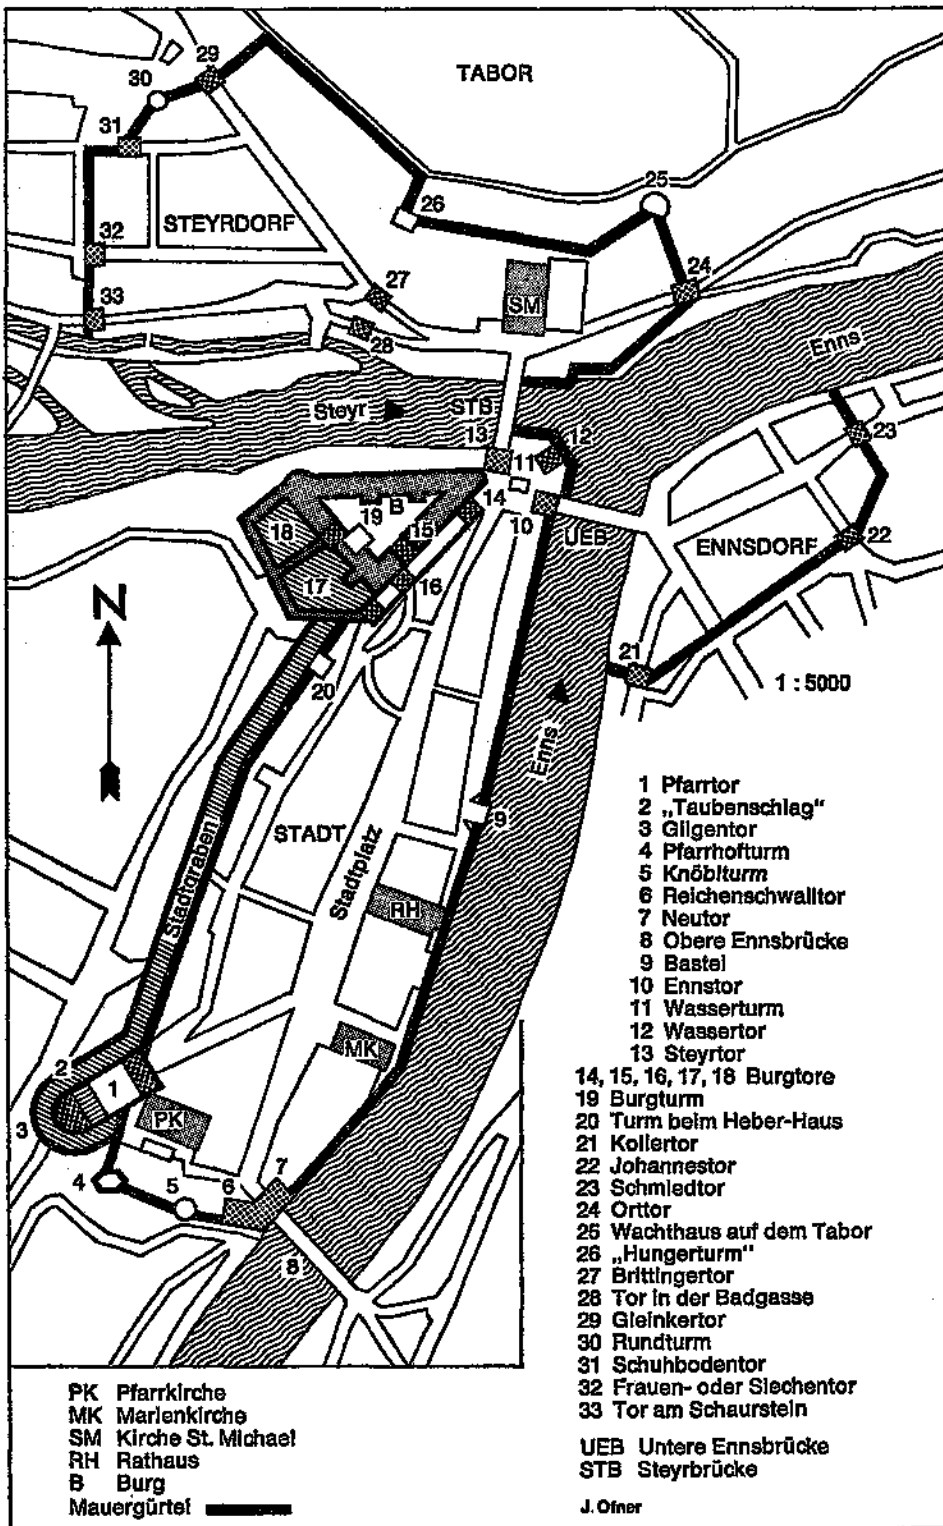 TABOR
29
30
31
25
26
STEYRDORF
32
24
27
33
SM
28
Enns
Steyr
STB
13
12
23
11
14
B
19
18
15
10
UEB
ENNSDORF
22
17
16
N
21
20
1 : 5000
Enns
STADT
9
Stadtgraben
Stadtplatz
RH
MK
2
1
3
PK
4
5
6
7
8
1 Pfarrtor
2 „Taubenschlag“
3 Gilgentor
4 Pfarrhofturm
5 Knöblturm
6 Reichenschwalltor
7 Neutor
8 Obere Ennsbrücke
9 Bastei
10 Ennstor
11 Wasserturm
12 Wassertor
13 Steyrtor
14, 15, 16, 17, 18 Burgtore
19 Burgturm
20 Turm beim Heber-Haus
21 Kollertor
22 Johannestor
23 Schmiedtor
24 Orttor
25 Wachthaus auf dem Tabor
26 „Hungerturm“
27 Brittingertor
28 Tor in der Badgasse
29 Gleinkertor
30 Rundturm
31 Schuhbodentor
32 Frauen- oder Siechentor
33 Tor am Schaurstein
UEB Untere Ennsbrücke
STB Steyrbrücke
J. Ofner
PK Pfarrkirche
MK Marienkirche
SM Kirche St. Michael
RH Rathaus
B Burg
Mauergürtel